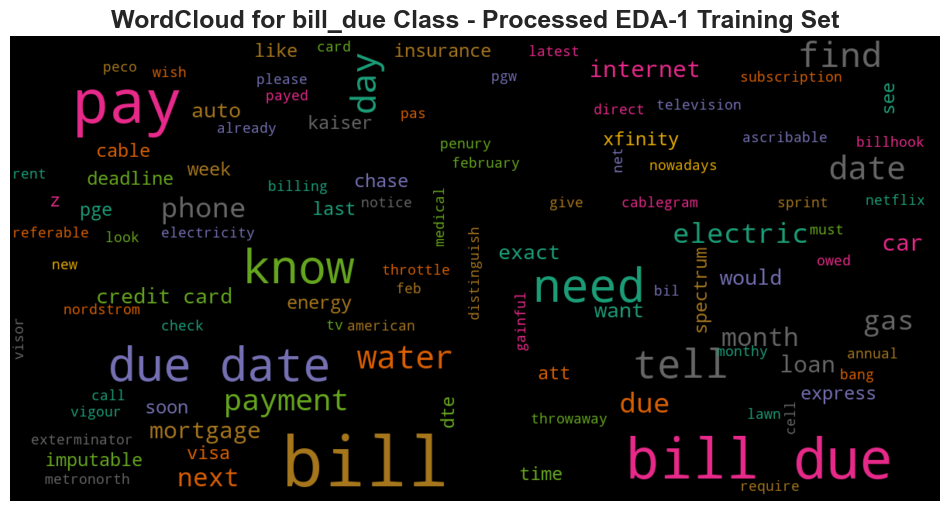 WordCloud for bill_due Class - Processed EDA-1 Training Set
peco
wish
like
card
insurance
latest
find
pay
please
payed
day
pgw
internet
subscription
auto
already
kaiser
pas
direct
television
see
cable
penury
xfinity
ascribable
billhook
rent
deadline
week
billing
chase
february
net
nowadays
date
z
pge
phone
last
notice
medical
give
cablegram
sprint
netflix
referable
look
electricity
distinguish
exact
electric
must
car
new
know
throttle
feb
need
bil
spectrum
would
owed
credit card
energy
want
nordstrom
check
tv
american
gainful
month
gas
visor
due date
water
tell
monthy
loan
annual
bang
call
vigour
soon
payment
dte
att
due
throwaway
cell
lawn
express
exterminator
mortgage
imputable
visa
metronorth
next
bill
time
bill due
require